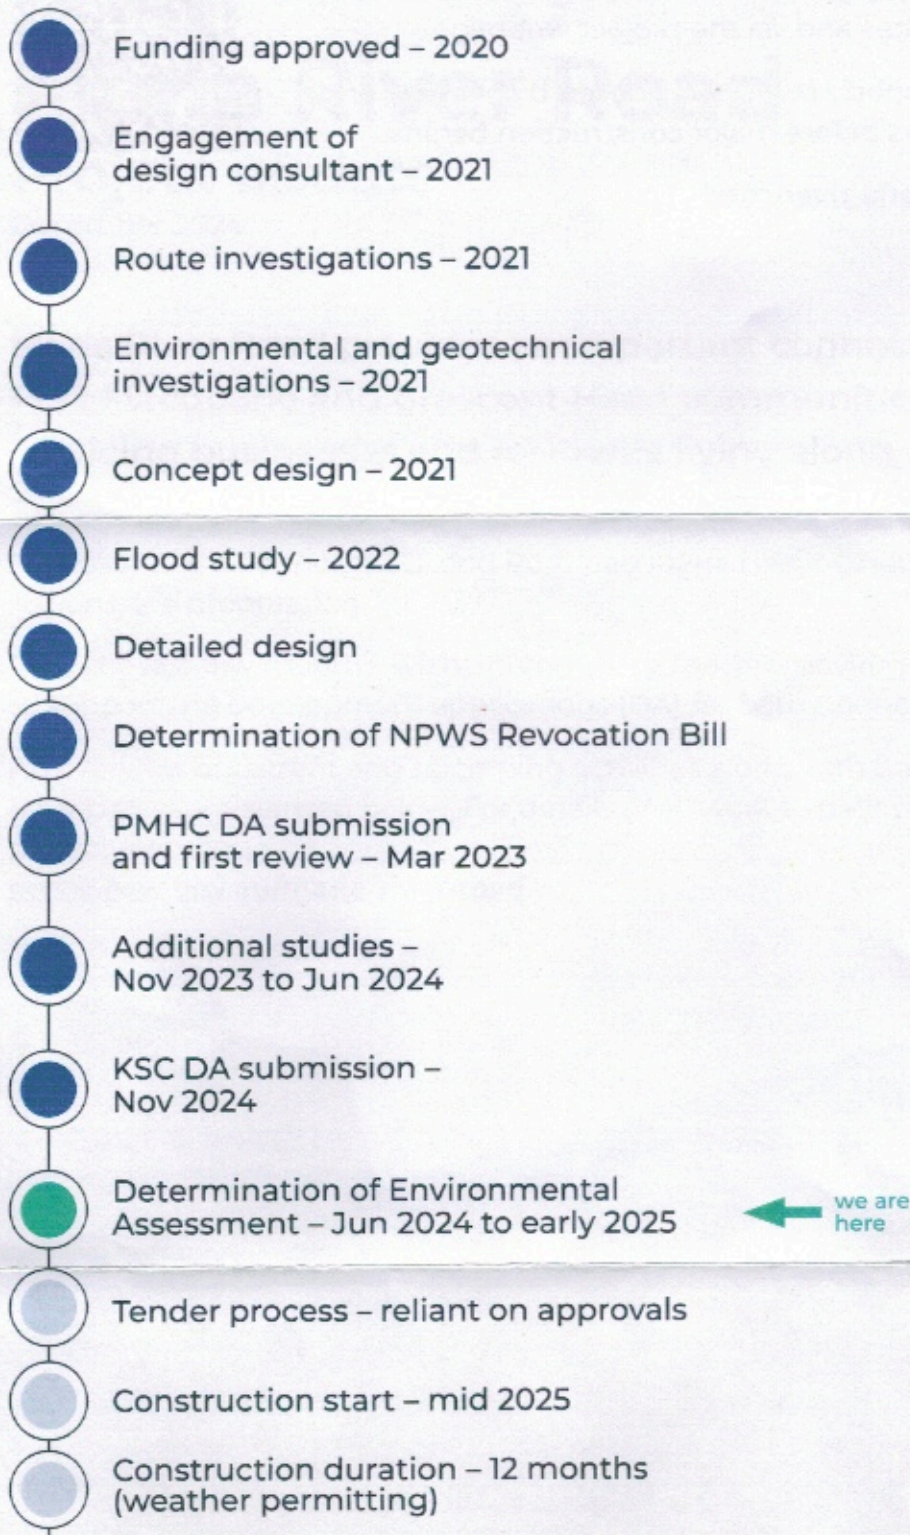 Funding approved – 2020
Engagement of
design consultant – 2021
Route investigations – 2021
Environmental and geotechnical
investigations – 2021
Concept design – 2021
Flood study – 2022
Detailed design
Determination of NPWS Revocation Bill
PMHC DA submission
and first review – Mar 2023
Additional studies –
Nov 2023 to Jun 2024
KSC DA submission –
Nov 2024
Determination of Environmental
Assessment – Jun 2024 to early 2025
we are
here
Tender process – reliant on approvals
Construction start – mid 2025
Construction duration – 12 months
(weather permitting)